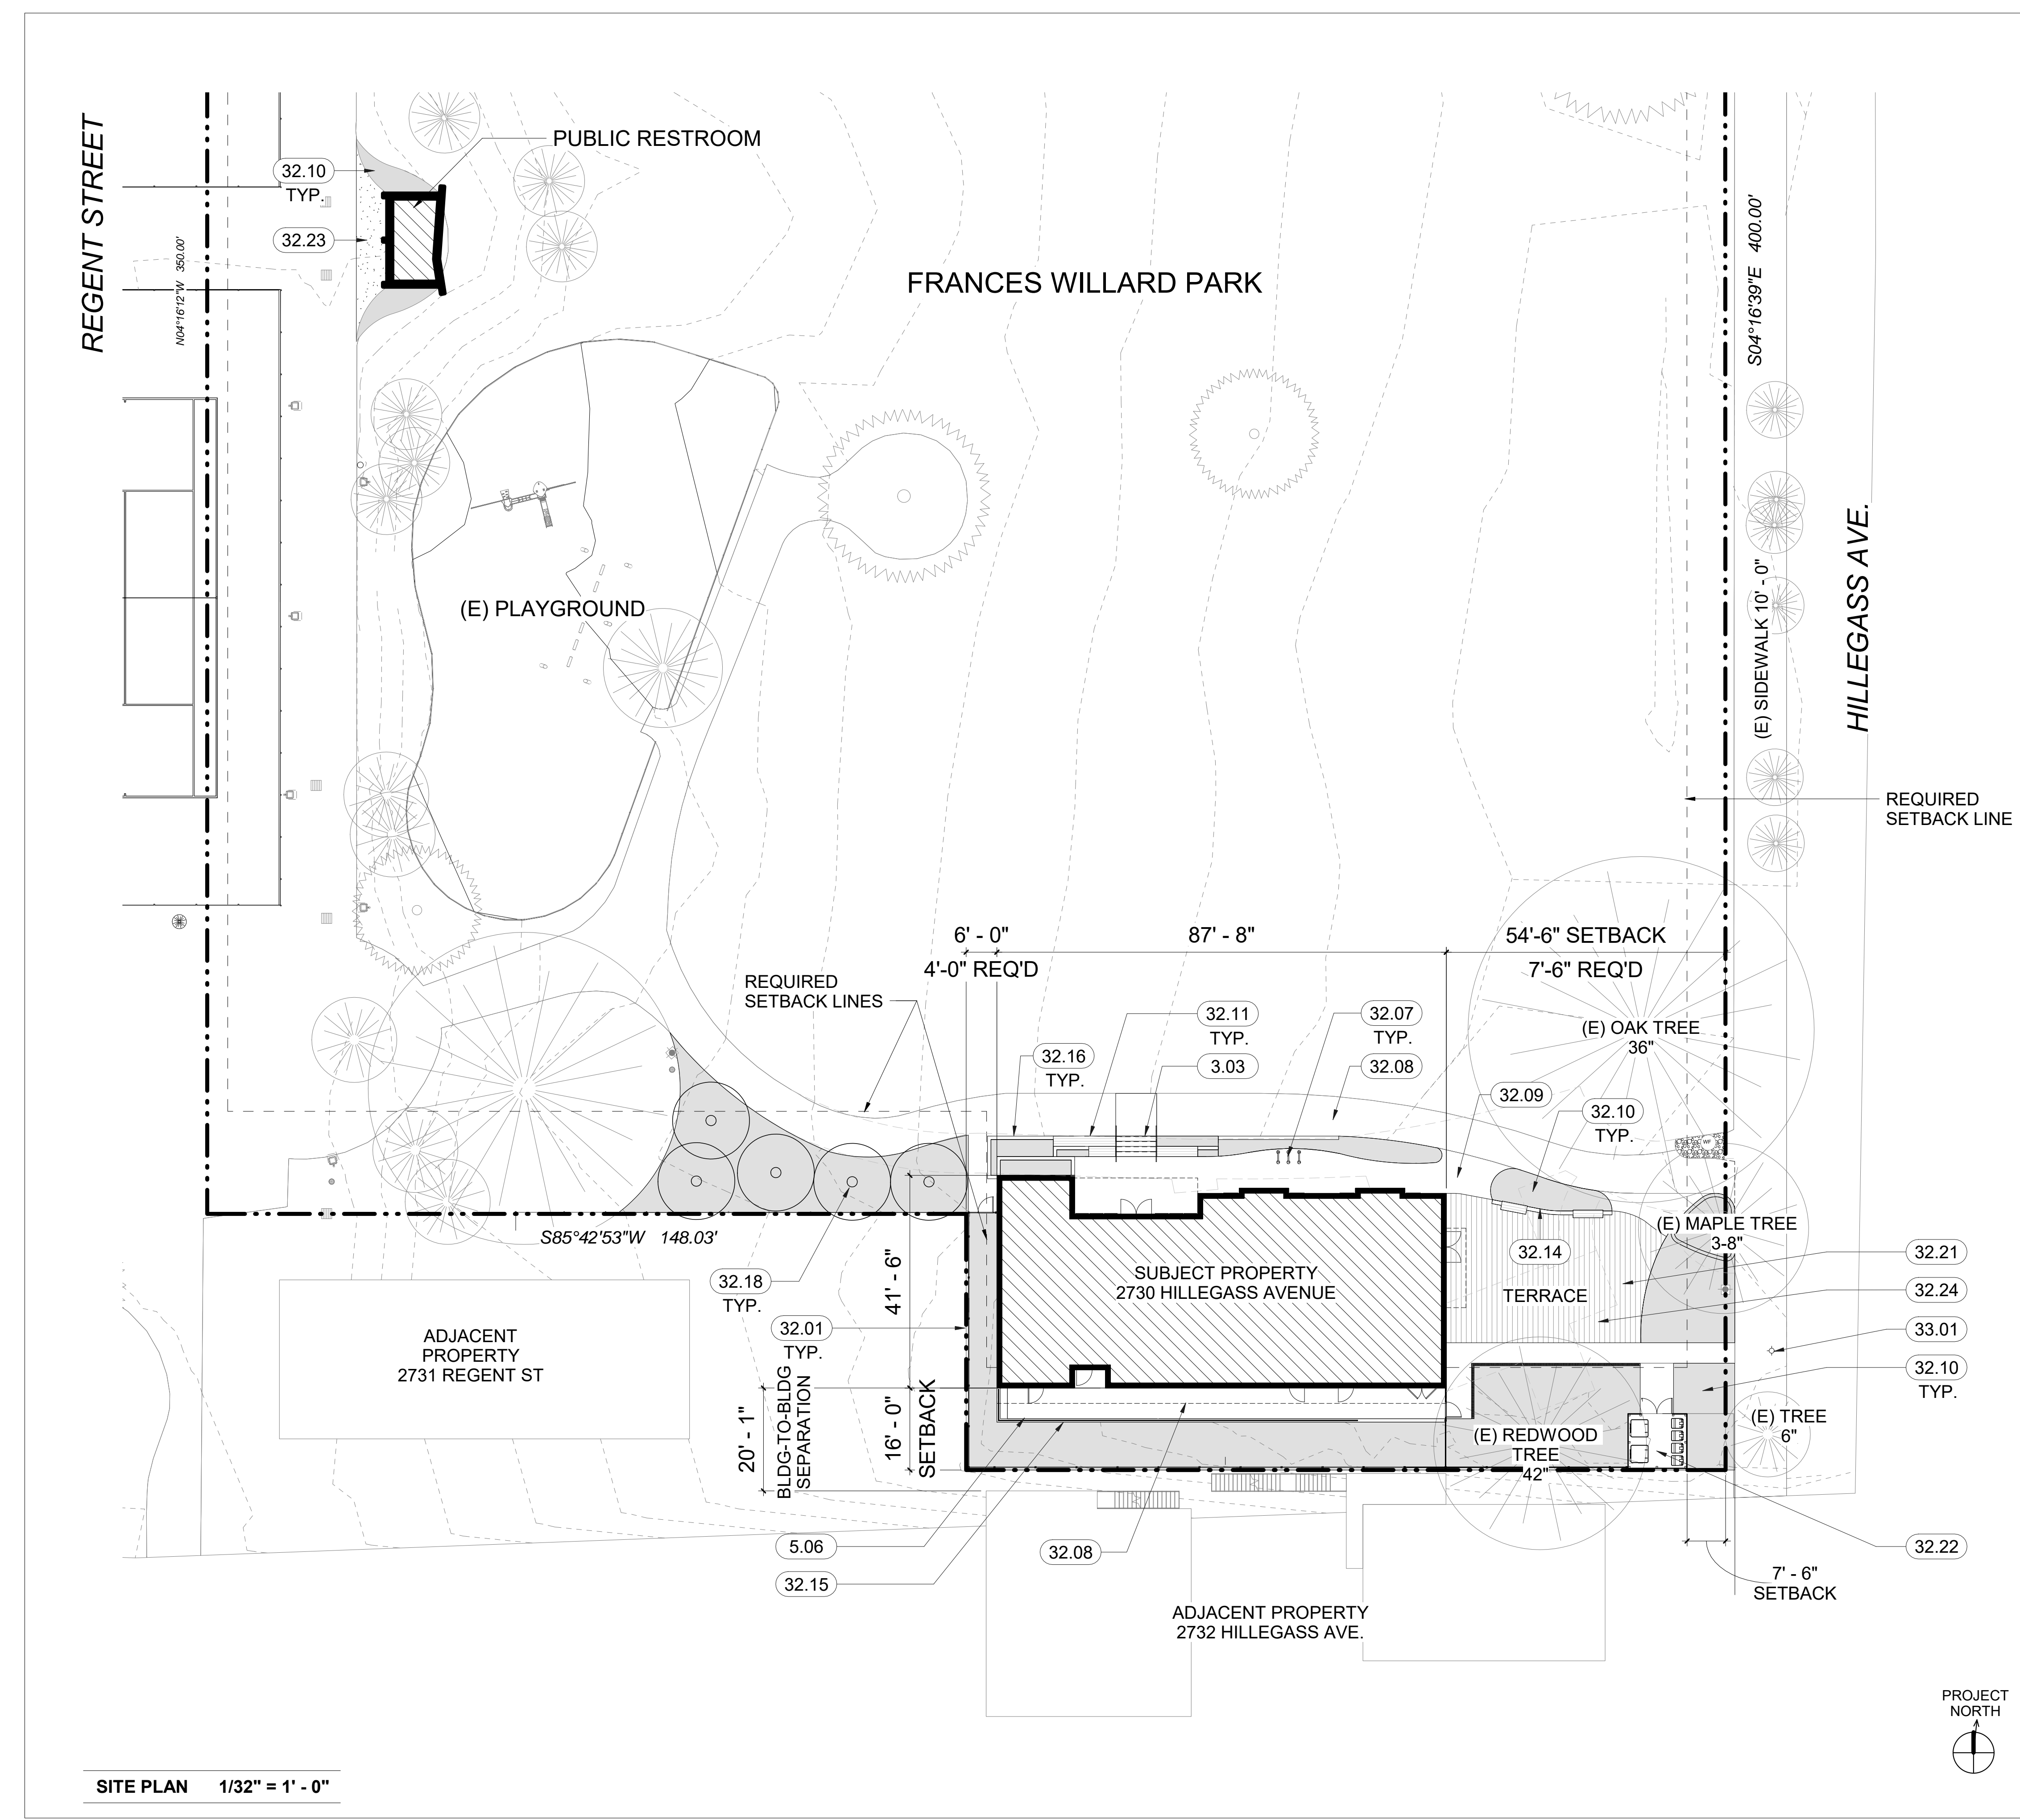 REGENT STREET
PUBLIC RESTROOM
32.10
TYP.
32.23
N04°16'12"W 350.00'
FRANCES WILLARD PARK
S04°16'39"E 400.00'
HILLEGASS AVE.
(E) SIDEWALK 10' - 0"
(E) PLAYGROUND
REQUIRED
SETBACK LINE
6' - 0"
87' - 8"
54'-6" SETBACK
4'-0" REQ'D
7'-6" REQ'D
REQUIRED
SETBACK LINES
32.11
TYP.
32.07
TYP.
32.16
TYP.
3.03
32.08
(E) OAK TREE
36"
32.09
32.10
TYP.
WF
S85°42'53"W 148.03'
(E) MAPLE TREE
3-8"
32.14
32.21
32.18
TYP.
41' - 6"
SUBJECT PROPERTY
2730 HILLEGASS AVENUE
TERRACE
32.24
32.01
TYP.
33.01
ADJACENT
PROPERTY
2731 REGENT ST
32.10
TYP.
20' - 1"
BLDG-TO-BLDG
SEPARATION
16' - 0"
SETBACK
(E) REDWOOD
TREE
42"
(E) TREE
6"
5.06
32.08
32.22
32.15
7' - 6"
SETBACK
ADJACENT PROPERTY
2732 HILLEGASS AVE.
PROJECT
NORTH
SITE PLAN 1/32" = 1' - 0"